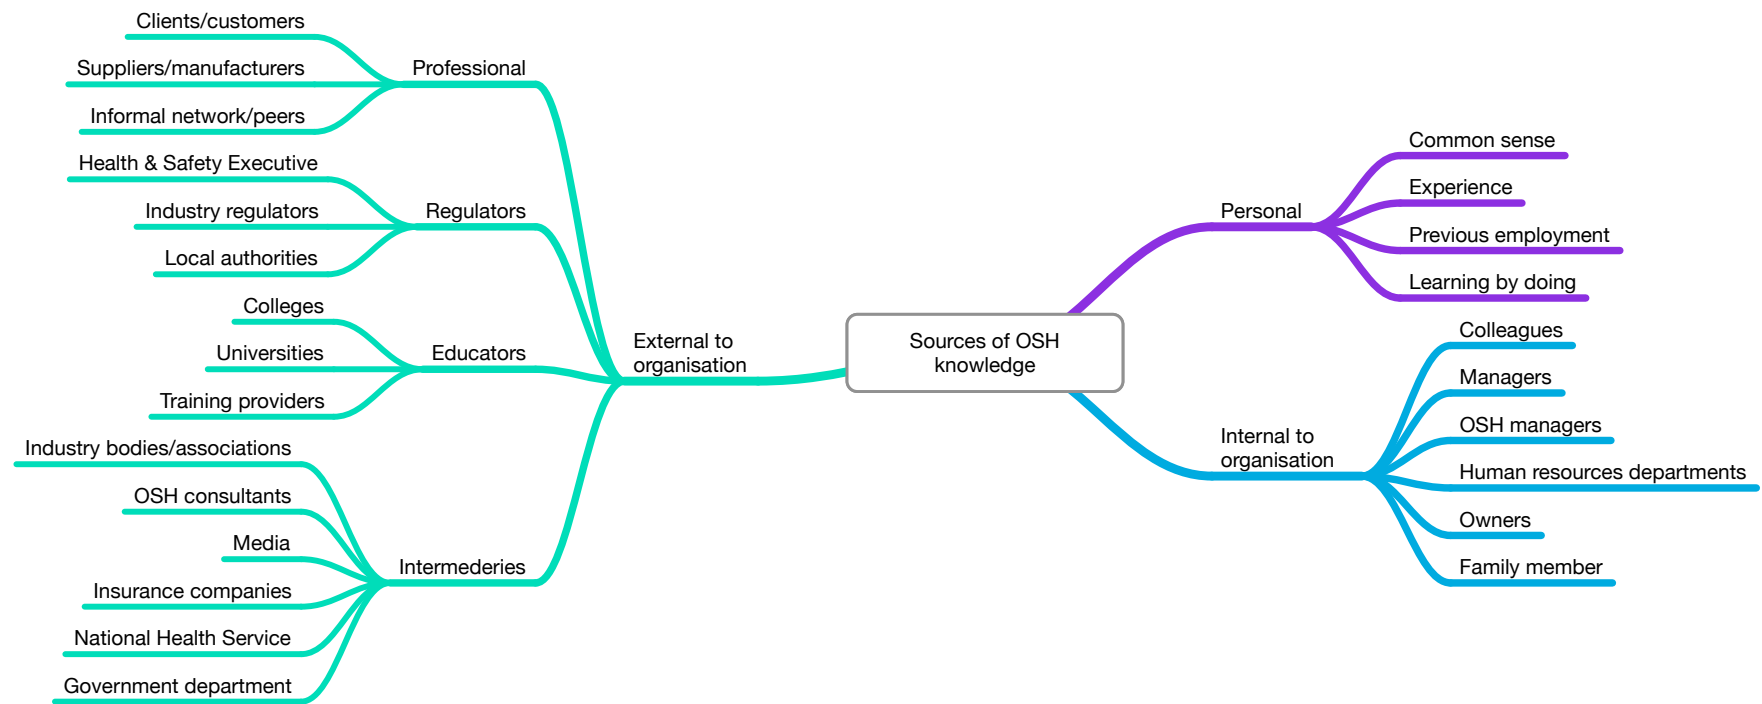 Sources of OSH
knowledge
External to
organisation
Professional
Clients/customers
Suppliers/manufacturers
Informal network/peers
Regulators
Health & Safety Executive
Industry regulators
Local authorities
Educators
Colleges
Universities
Training providers
Intermederies
Industry bodies/associations
OSH consultants
Media
Insurance companies
National Health Service
Government department
Personal
Common sense
Experience
Previous employment
Learning by doing
Internal to
organisation
Colleagues
Managers
OSH managers
Human resources departments
Owners
Family member